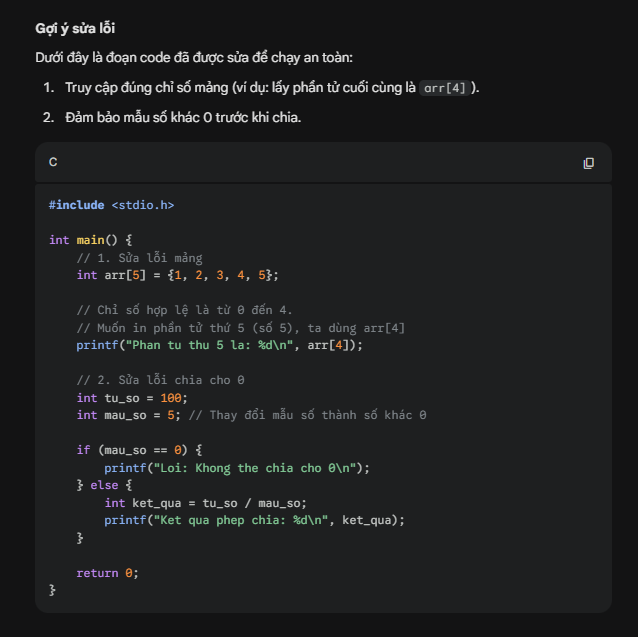 Gợi ý sửa lỗi
Dưới đây là đoạn code đã được sửa để chạy an toàn:
1. Truy cập đúng chỉ số mảng (ví dụ: lấy phần tử cuối cùng là arr[4] ).
2. Đảm bảo mẫu số khác 0 trước khi chia.
C
#include <stdio.h>
int main() {
// 1. Sửa lỗi mảng
int arr[5] = {1, 2, 3, 4, 5};
// Chỉ số hợp lệ là từ 0 đến 4.
// Muốn in phần tử thứ 5 (số 5), ta dùng arr[4]
printf("Phan tu thu 5 la: %d\n", arr[4]);
// 2. Sửa lỗi chia cho 0
int tu_so = 100;
int mau_so = 5; // Thay đổi mẫu số thành số khác 0
if (mau_so == 0) {
printf("Loi: Khong the chia cho 0\n");
} else {
int ket_qua = tu_so / mau_so;
printf("Ket qua phep chia: %d\n", ket_qua);
}
return 0;
}